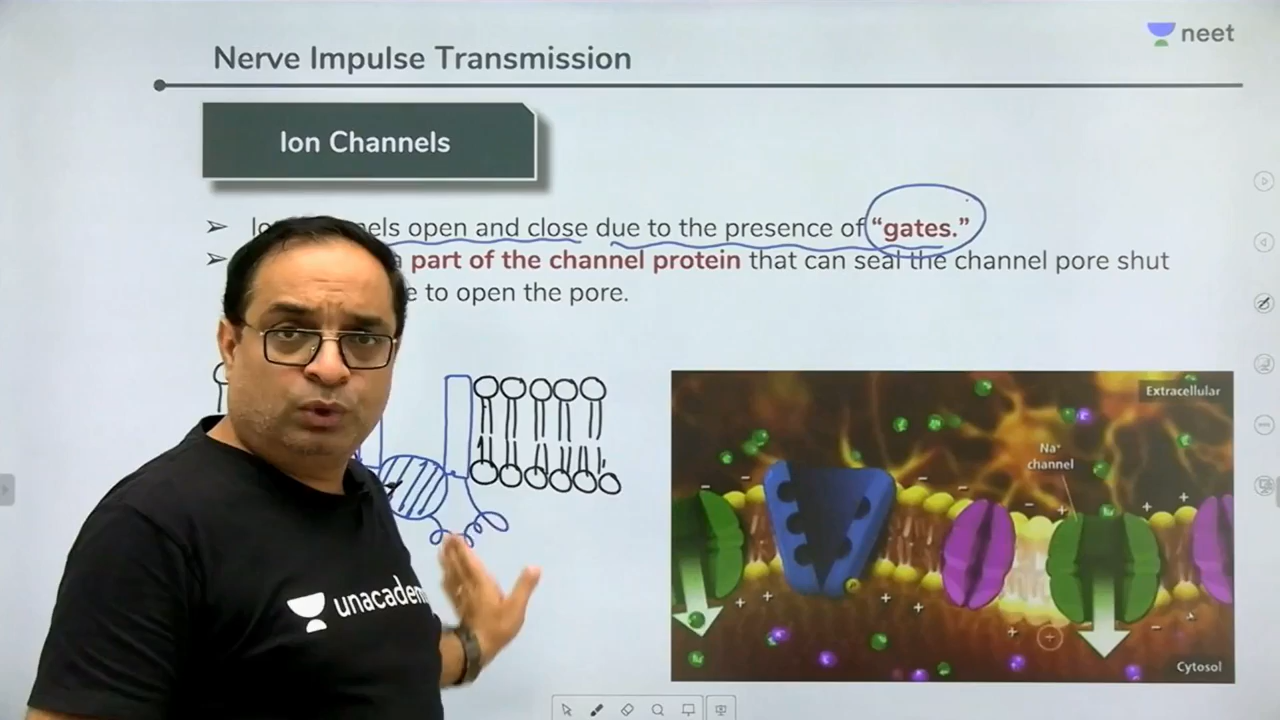 neet
Nerve Impulse Transmission
Ion Channels
open and close due to the presence of “gates.”
part of the channel protein that can seal the channel pore shut
to open the pore.
Extracellular
Na⁺
channel
Cytosol
unacadem